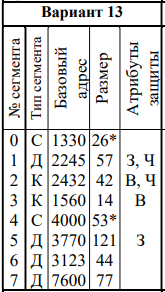 Вариант 13
№ сегмента Тип сегмента Базовый адрес Размер Атрибуты защиты
0 С 1330 26*
1 Д 2245 57 З, Ч
2 К 2432 42 В, Ч
3 К 1560 14 В
4 С 4000 53*
5 Д 3770 121 З
6 Д 3123 44
7 Д 7600 77